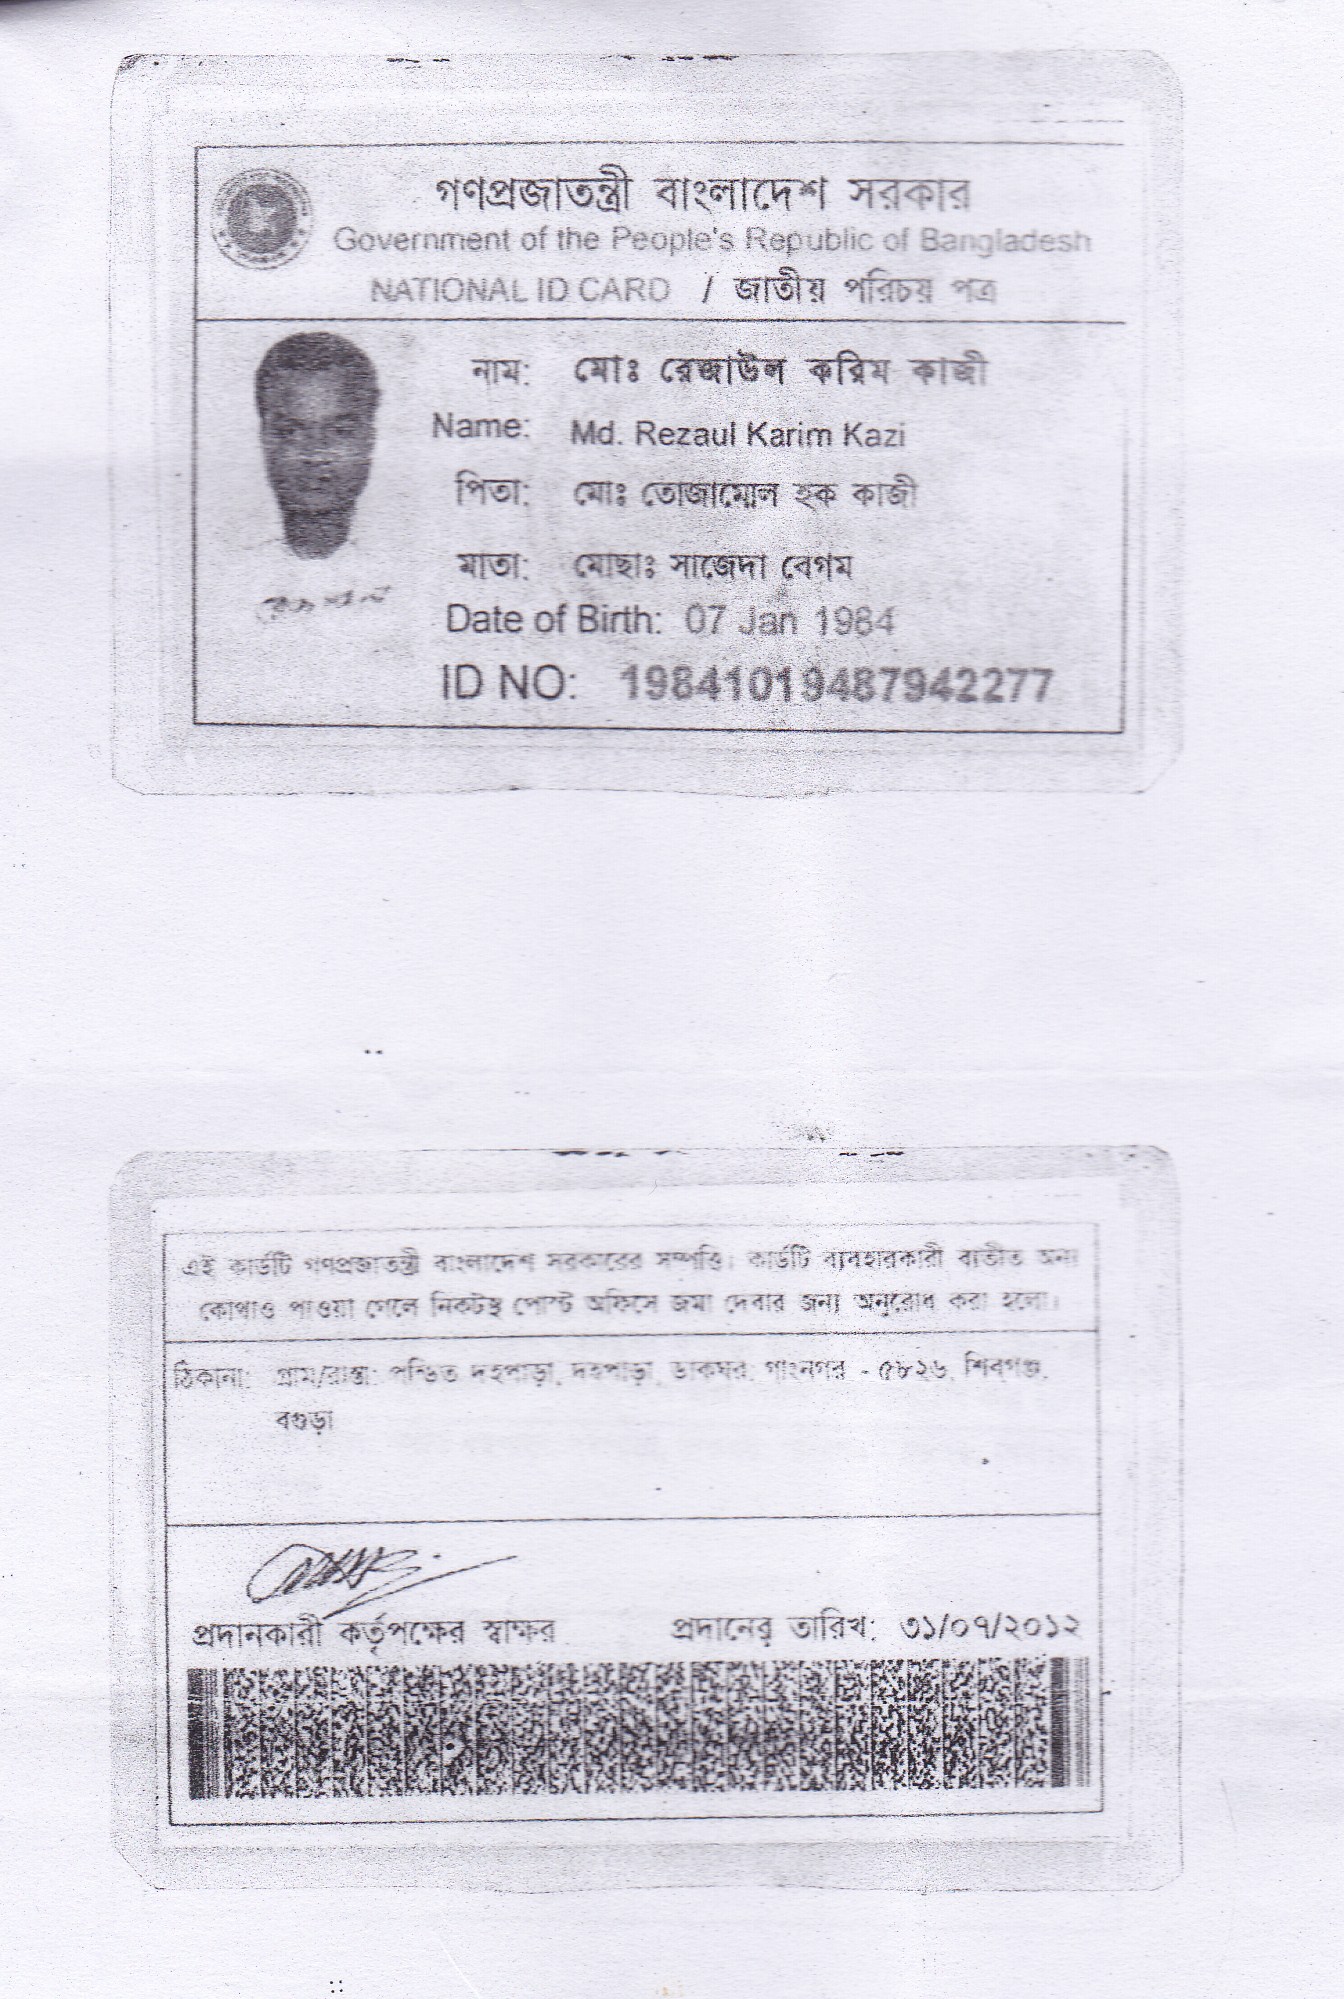 গণপ্রজাতন্ত্রী বাংলাদেশ সরকার
Government of the People's Republic of Bangladesh
NATIONAL ID CARD / জাতীয় পরিচয় পত্র
নাম: মোঃ রেজাউল করিম কাজী
Name: Md. Rezaul Karim Kazi
পিতা: মোঃ তোজাম্মেল হক কাজী
মাতা: মোছাঃ সাজেদা বেগম
Date of Birth: 07 Jan 1984
ID NO: 19841019487942277
এই কার্ডটি গণপ্রজাতন্ত্রী বাংলাদেশ সরকারের সম্পত্তি। কার্ডটি ব্যবহারকারী ব্যতীত অন্য
কোথাও পাওয়া গেলে নিকটস্থ পোস্ট অফিসে জমা দেবার জন্য অনুরোধ করা হলো।
ঠিকানা: গ্রাম/রাস্তা: পন্ডিত দহপাড়া, দহপাড়া, ডাকঘর: গাংনগর - ৫৮২৬, শিবগঞ্জ,
বগুড়া
প্রদানকারী কর্তৃপক্ষের স্বাক্ষর প্রদানের তারিখ: ৩১/০৭/২০১২